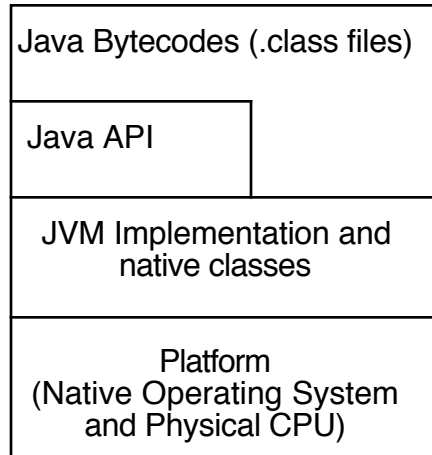 Java Bytecodes (.class files)
Java API
JVM Implementation and
native classes
Platform
(Native Operating System
and Physical CPU)